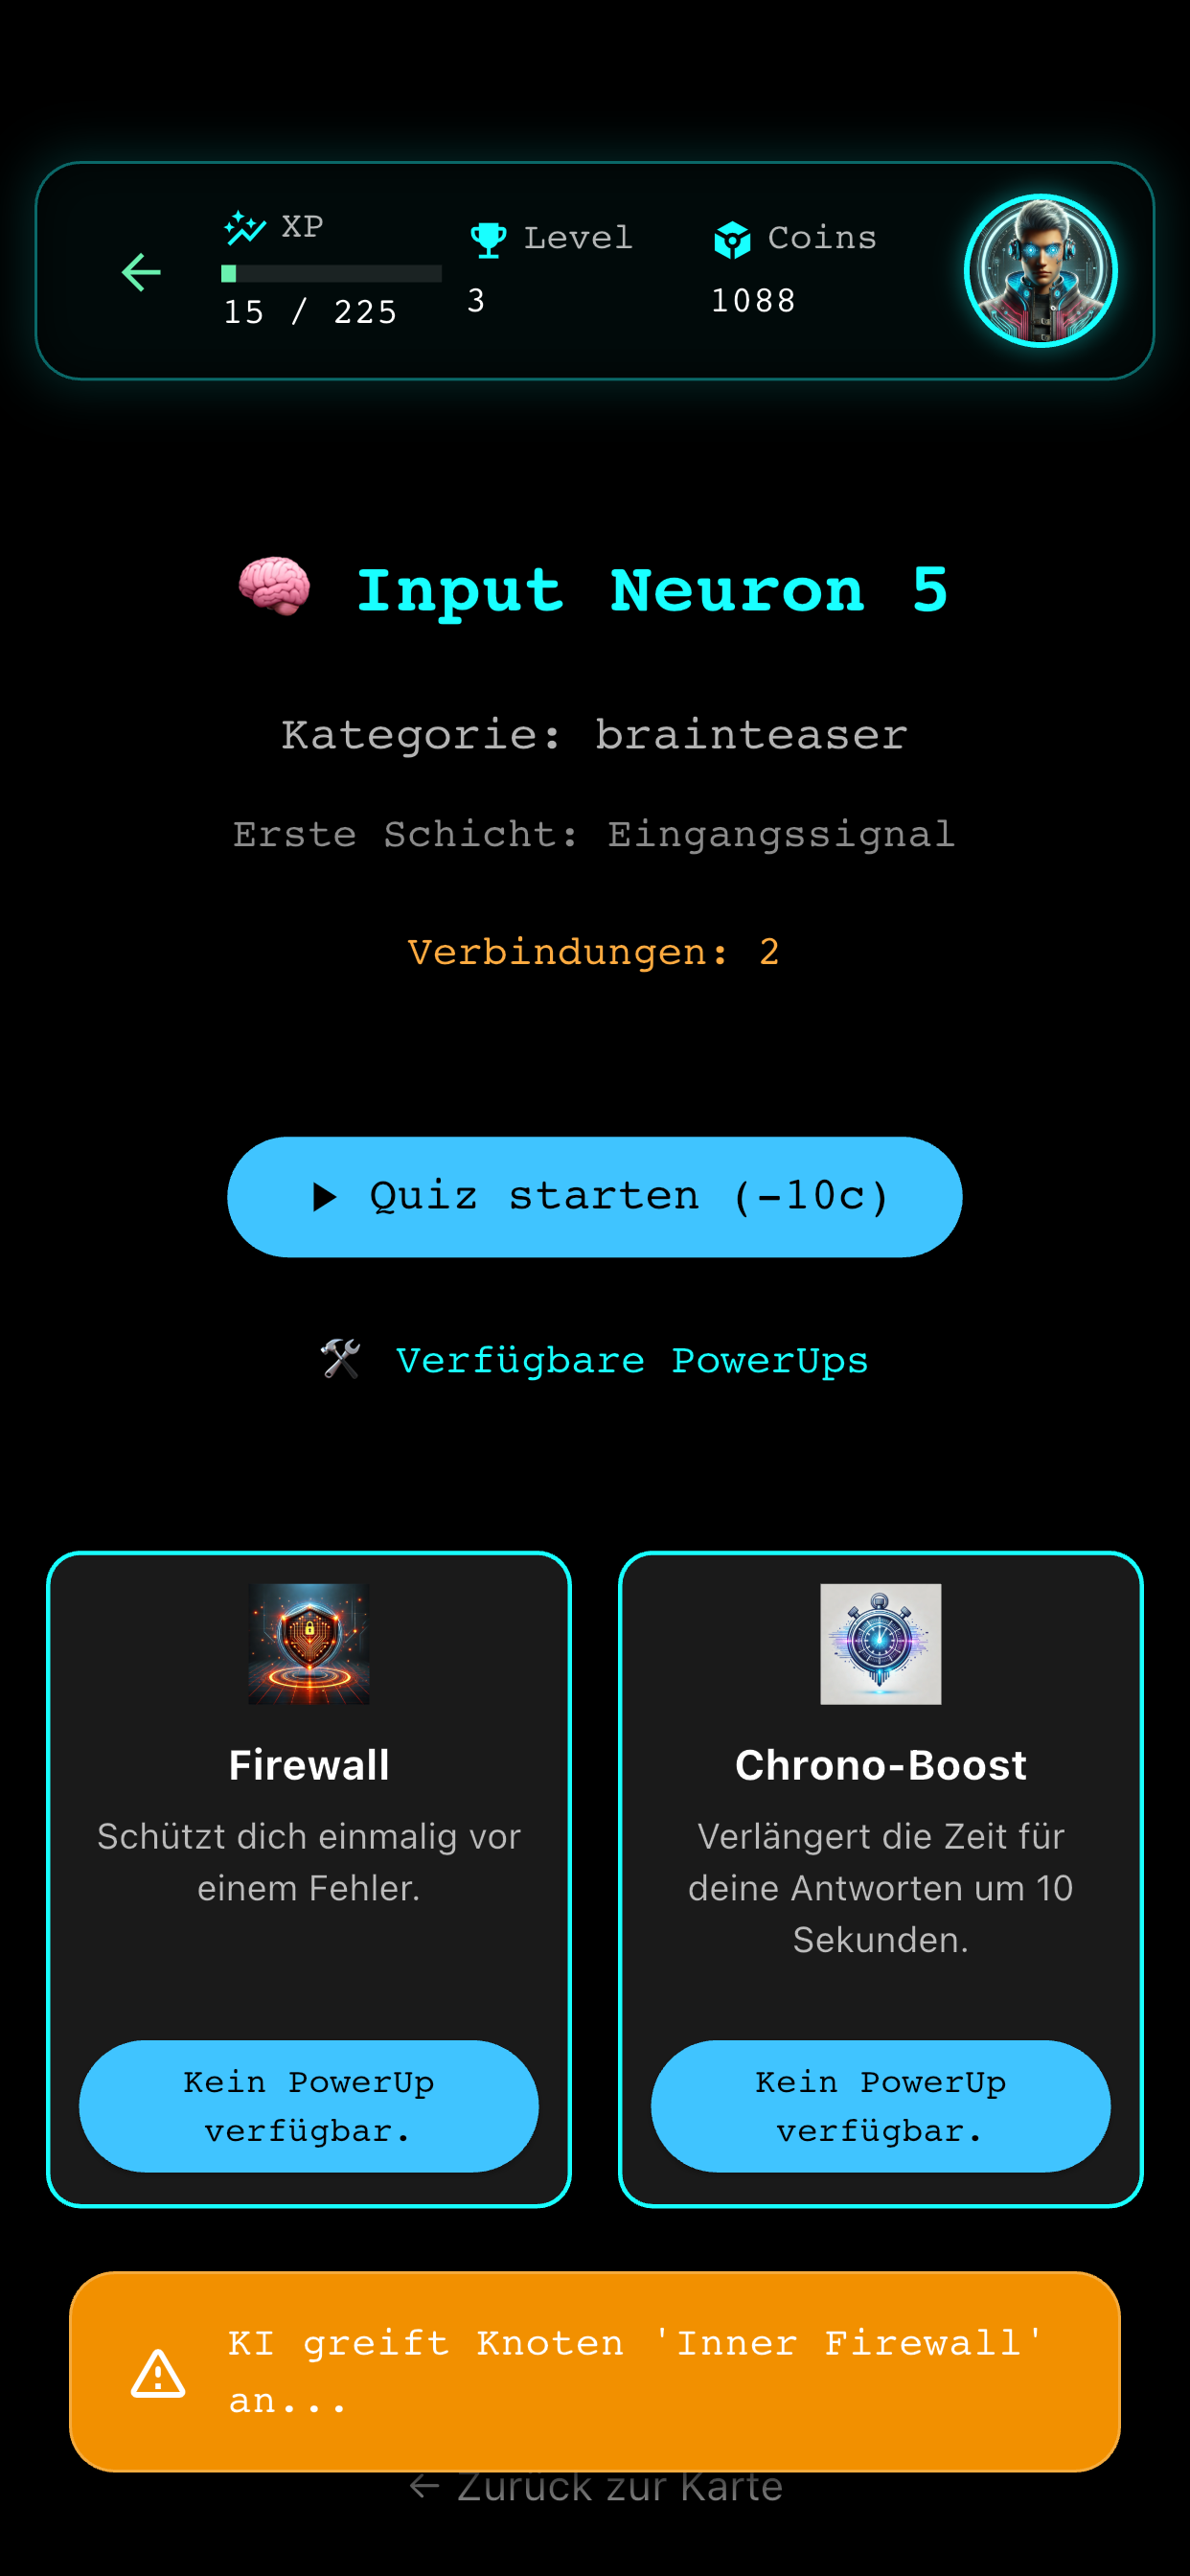 XP
15 / 225
Level
3
Coins
1088
Input Neuron 5
Kategorie: brainteaser
Erste Schicht: Eingangssignal
Verbindungen: 2
Quiz starten (-10c)
Verfügbare PowerUps
Firewall
Schützt dich einmalig vor
einem Fehler.
Kein PowerUp
verfügbar.
Chrono-Boost
Verlängert die Zeit für
deine Antworten um 10
Sekunden.
Kein PowerUp
verfügbar.
KI greift Knoten 'Inner Firewall'
an...
← Zurück zur Karte